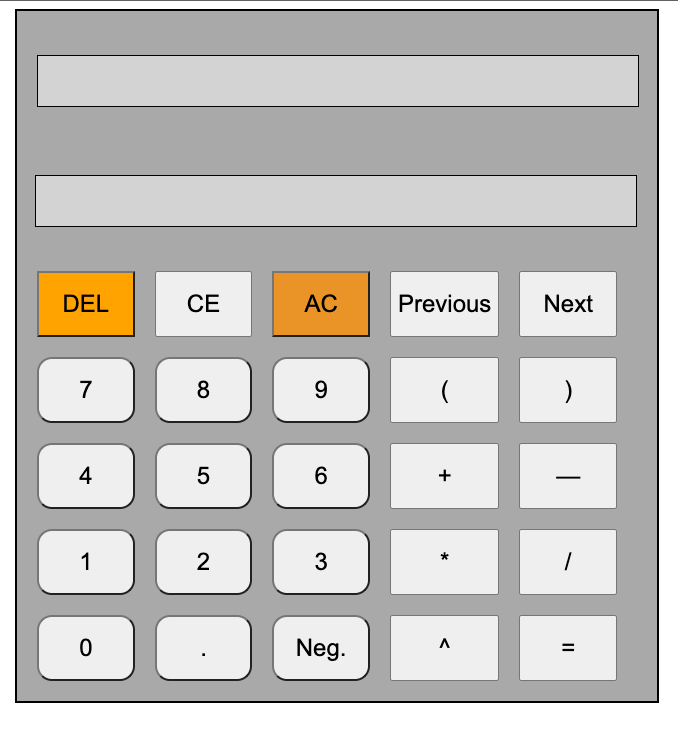 DEL CE AC Previous Next
7 8 9 ( )
4 5 6 + —
1 2 3 * /
0 . Neg. ^ =